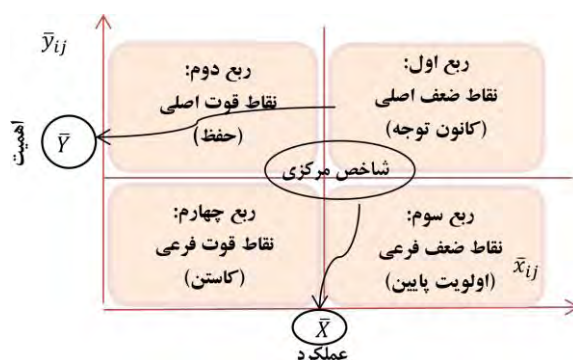 ȳij
ربع اول:
نقاط ضعف اصلی
(کانون توجه)
ربع دوم:
نقاط قوت اصلی
(حفظ)
Ȳ
اهمیت
شاخص مرکزی
ربع سوم:
نقاط ضعف فرعی
(اولویت پایین)
ربع چهارم:
نقاط قوت فرعی
(کاستن)
x̄ij
X̄
عملکرد